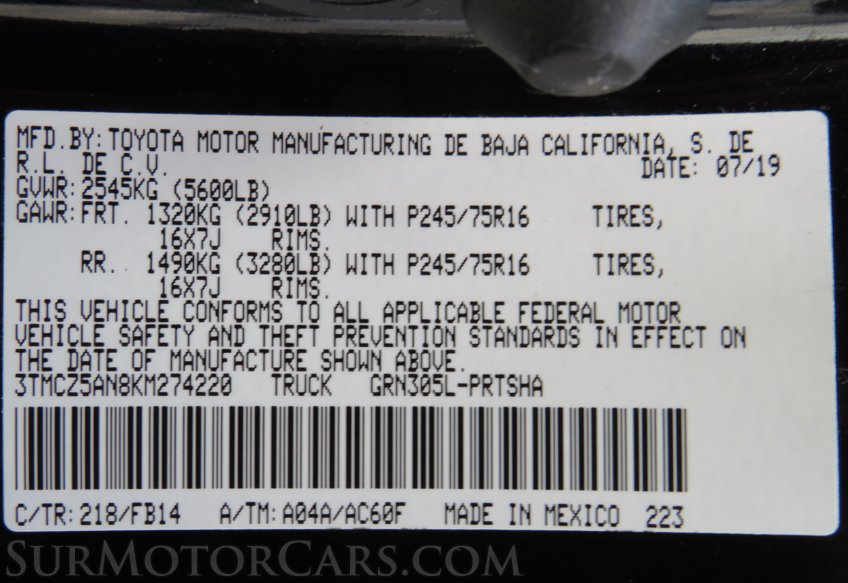 MFD.BY: TOYOTA MOTOR MANUFACTURING DE BAJA CALIFORNIA, S. DE
R.L. DE C.V. DATE: 07/19
GVWR: 2545KG (5600LB)
GAWR: FRT. 1320KG (2910LB) WITH P245/75R16 TIRES,
16X7J RIMS.
RR. 1490KG (3280LB) WITH P245/75R16 TIRES,
16X7J RIMS.
THIS VEHICLE CONFORMS TO ALL APPLICABLE FEDERAL MOTOR
VEHICLE SAFETY AND THEFT PREVENTION STANDARDS IN EFFECT ON
THE DATE OF MANUFACTURE SHOWN ABOVE.
3TMCZ5AN8KM274220 TRUCK GRN305L-PRTSHA
C/TR: 218/FB14 A/TM: A04A/AC60F MADE IN MEXICO 223
SURMOTORCARS.COM